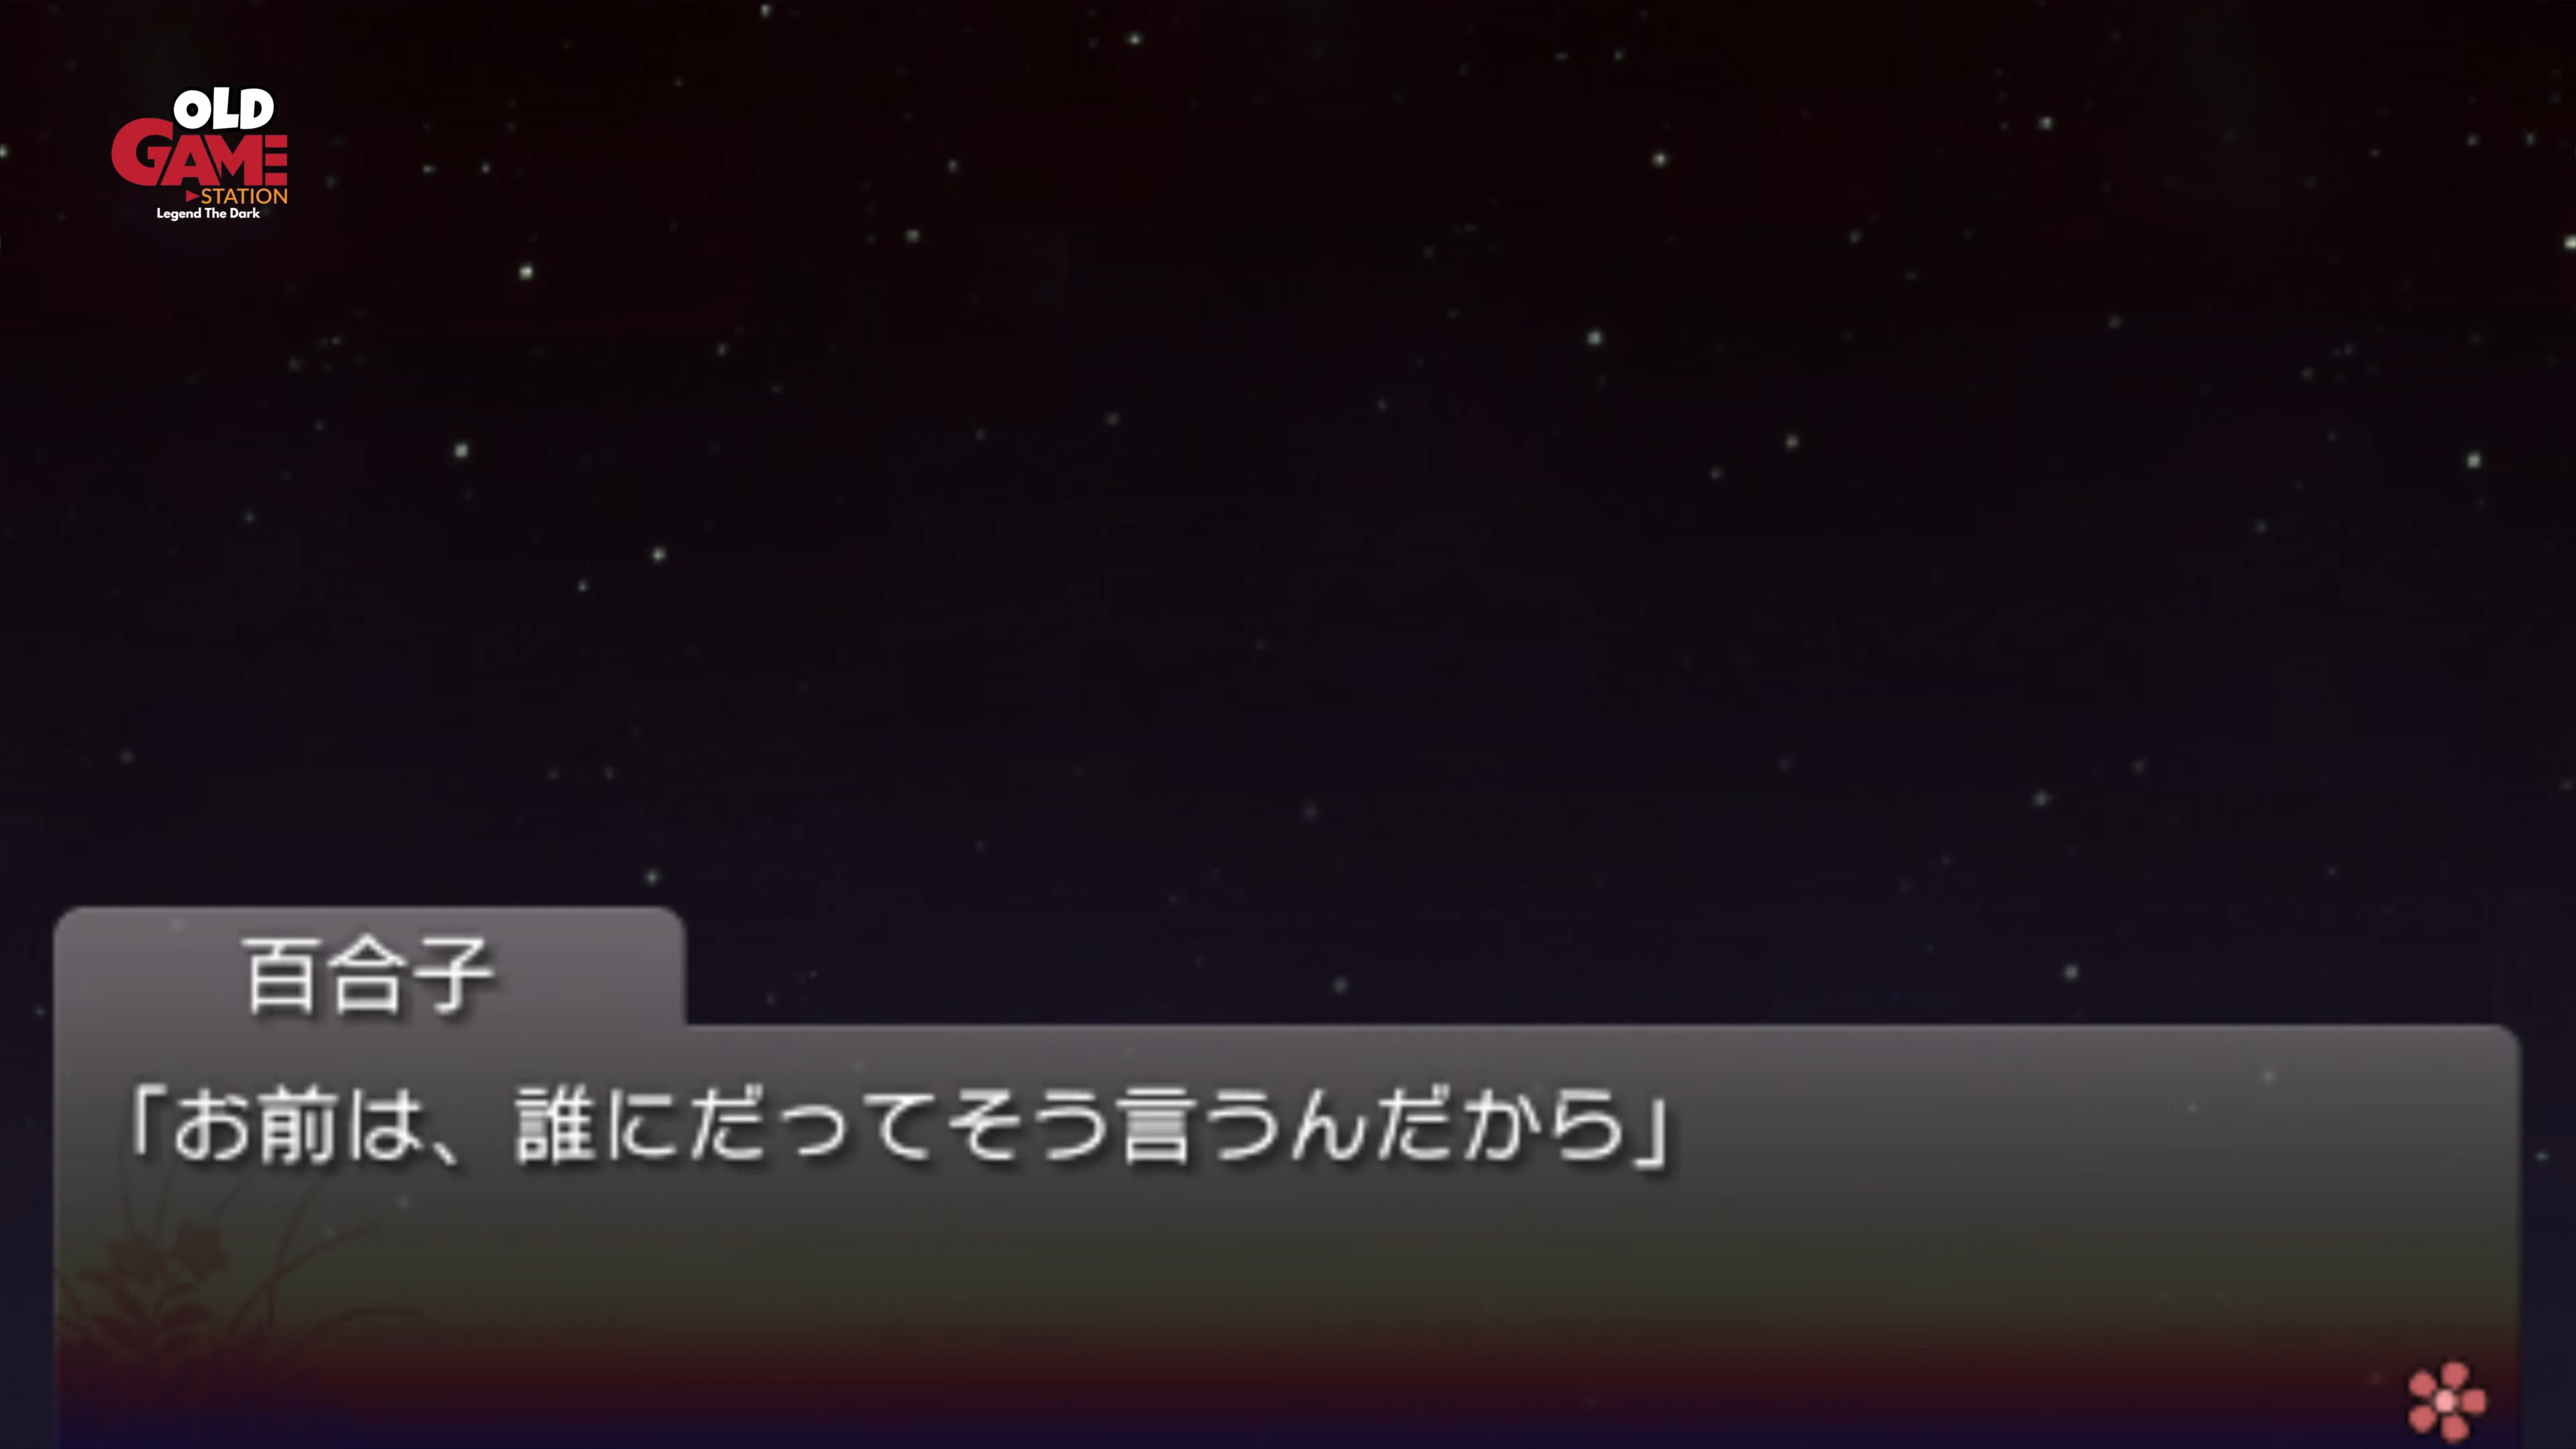 OLD
GAME
STATION
Legend The Dark
百合子
「お前は、誰にだってそう言うんだから」